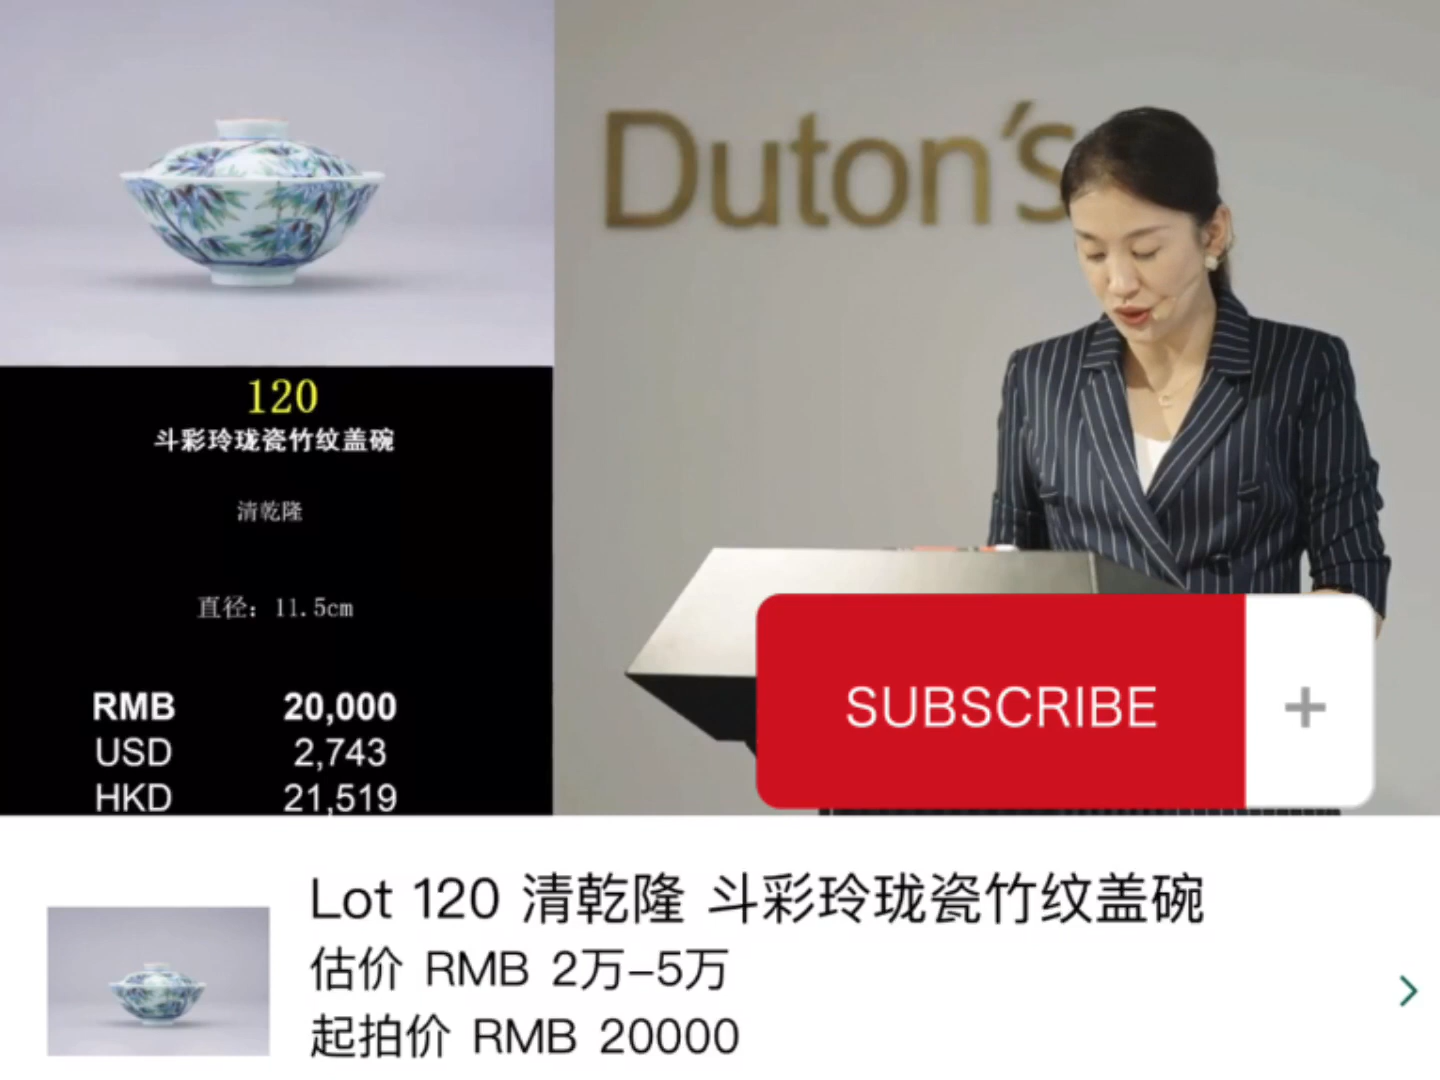 Duton's
120
斗彩玲珑瓷竹纹盖碗
清乾隆
直径: 11.5cm
RMB 20,000
USD 2,743
HKD 21,519
SUBSCRIBE +
Lot 120 清乾隆 斗彩玲珑瓷竹纹盖碗
估价 RMB 2万-5万
起拍价 RMB 20000